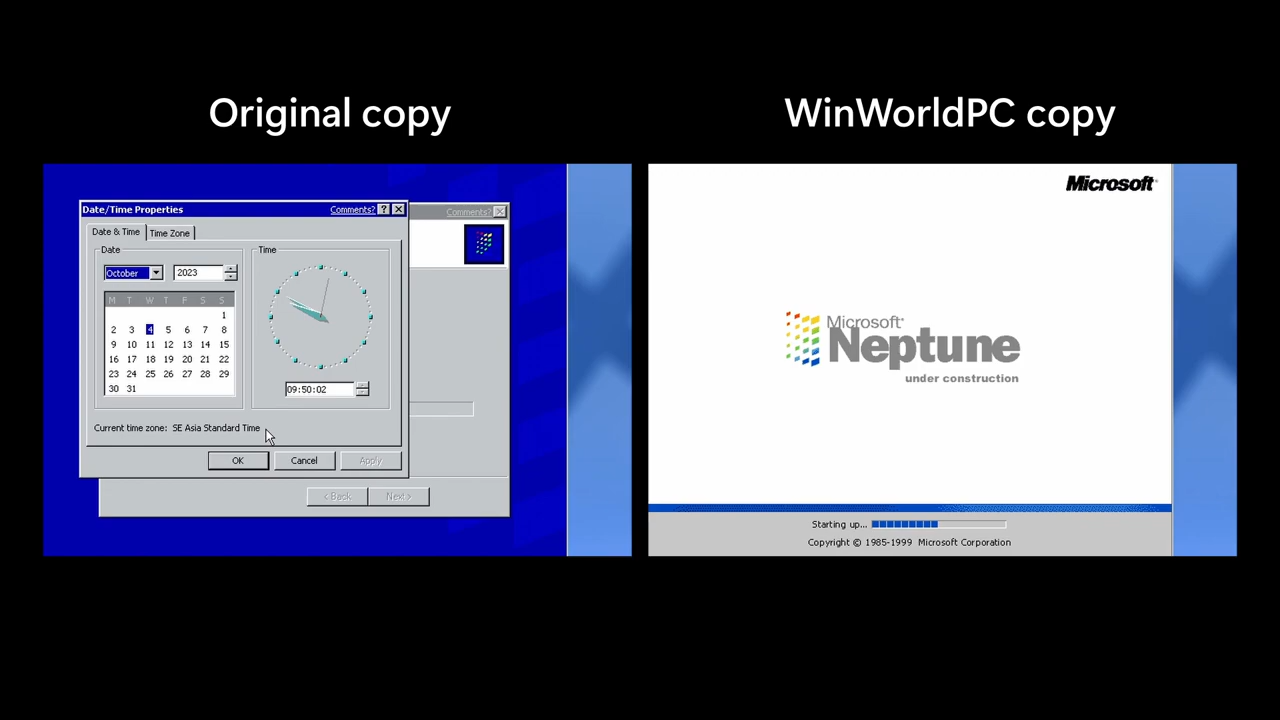 Original copy
WinWorldPC copy
Date/Time Properties
Comments?
?
Comments?
Date & Time
Time Zone
Date
October
2023
M T W T F S S
1
2 3 4 5 6 7 8
9 10 11 12 13 14 15
16 17 18 19 20 21 22
23 24 25 26 27 28 29
30 31
Time
09:50:02
Current time zone: SE Asia Standard Time
OK
Cancel
Apply
< Back
Next >
Microsoft
Microsoft
Neptune
under construction
Starting up...
Copyright © 1985-1999 Microsoft Corporation